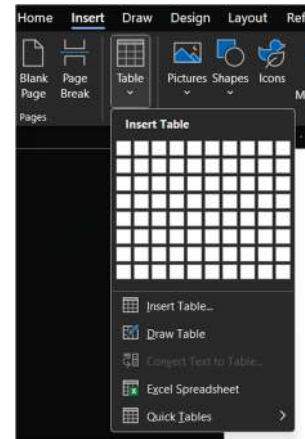 Home Insert Draw Design Layout Ref
Blank Page Table Pictures Shapes Icons
Page Break M
Pages
Insert Table
Insert Table...
Draw Table
Convert Text to Table...
Excel Spreadsheet
Quick Tables